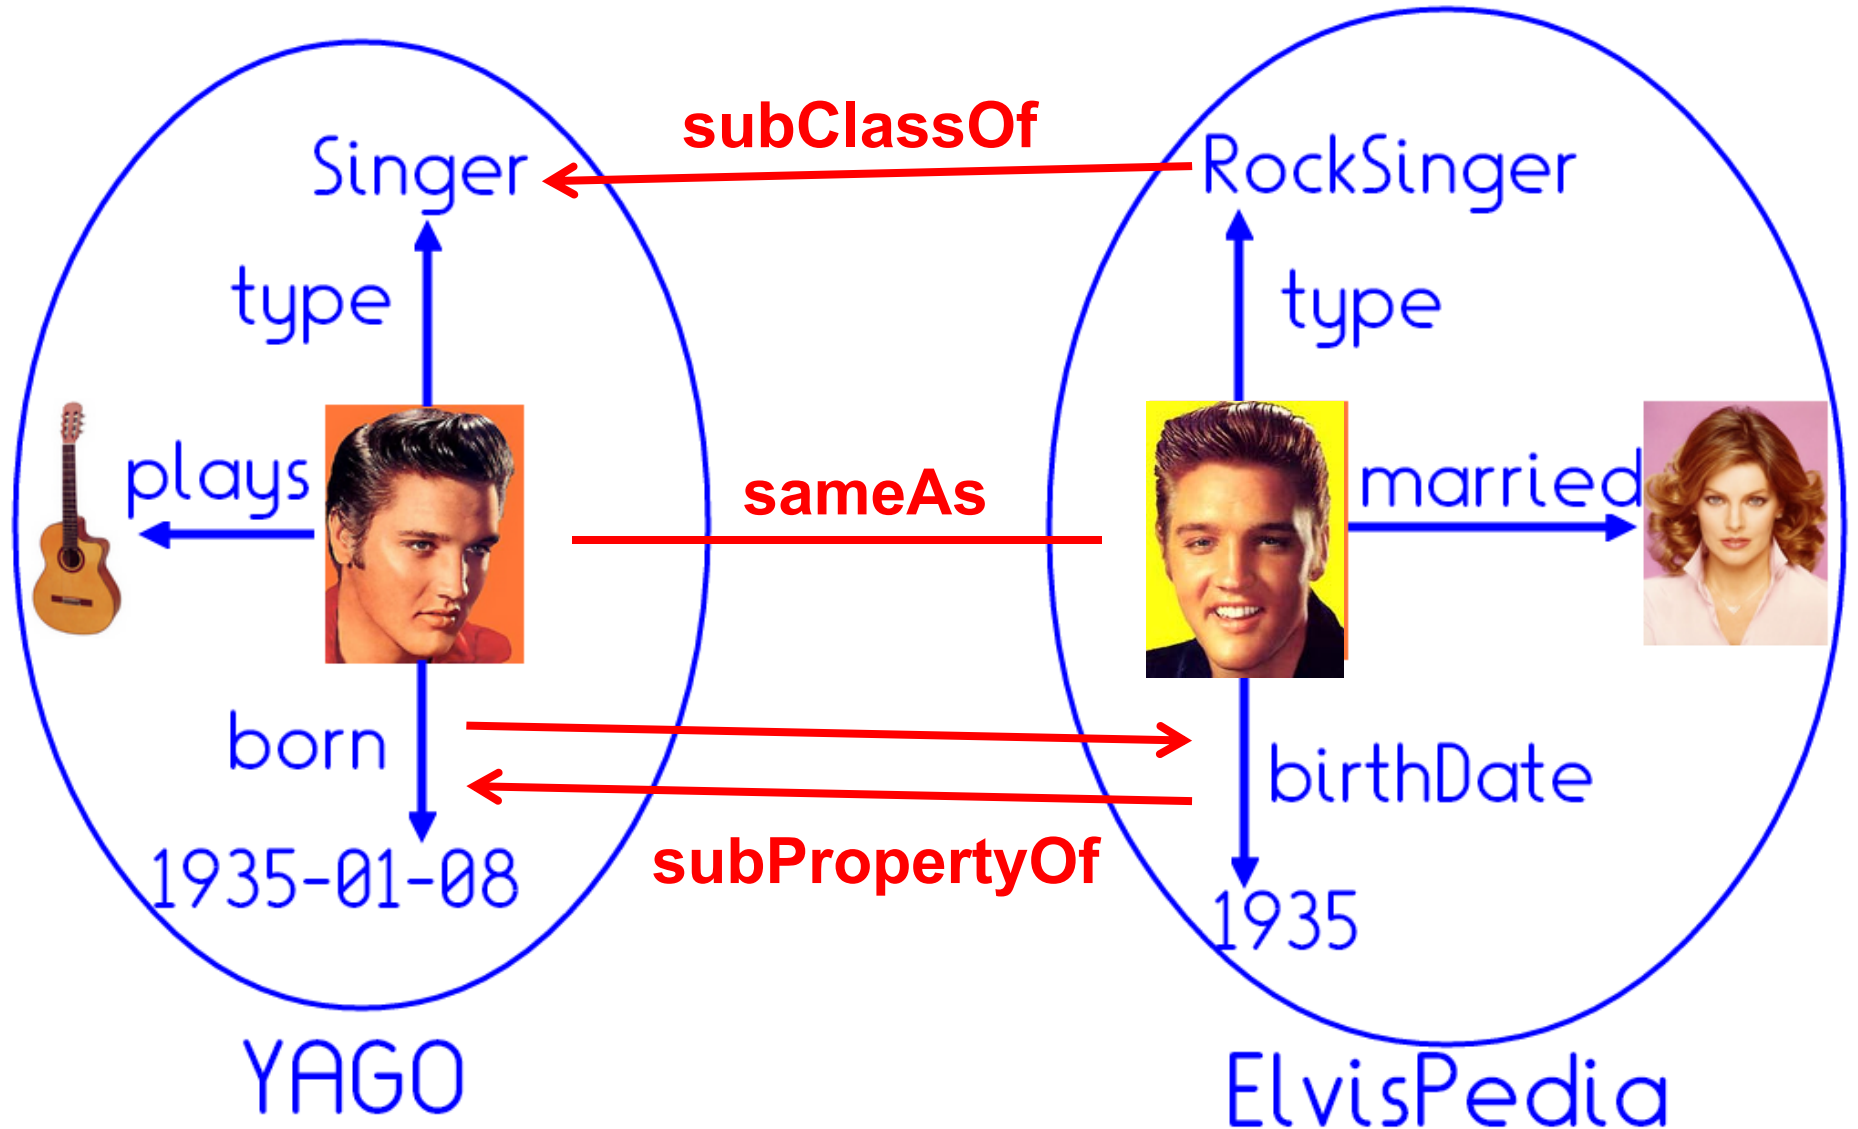 subClassOf
Singer
RockSinger
type
type
plays
sameAs
married
born
birthDate
subPropertyOf
1935-01-08
1935
YAGO
ElvisPedia